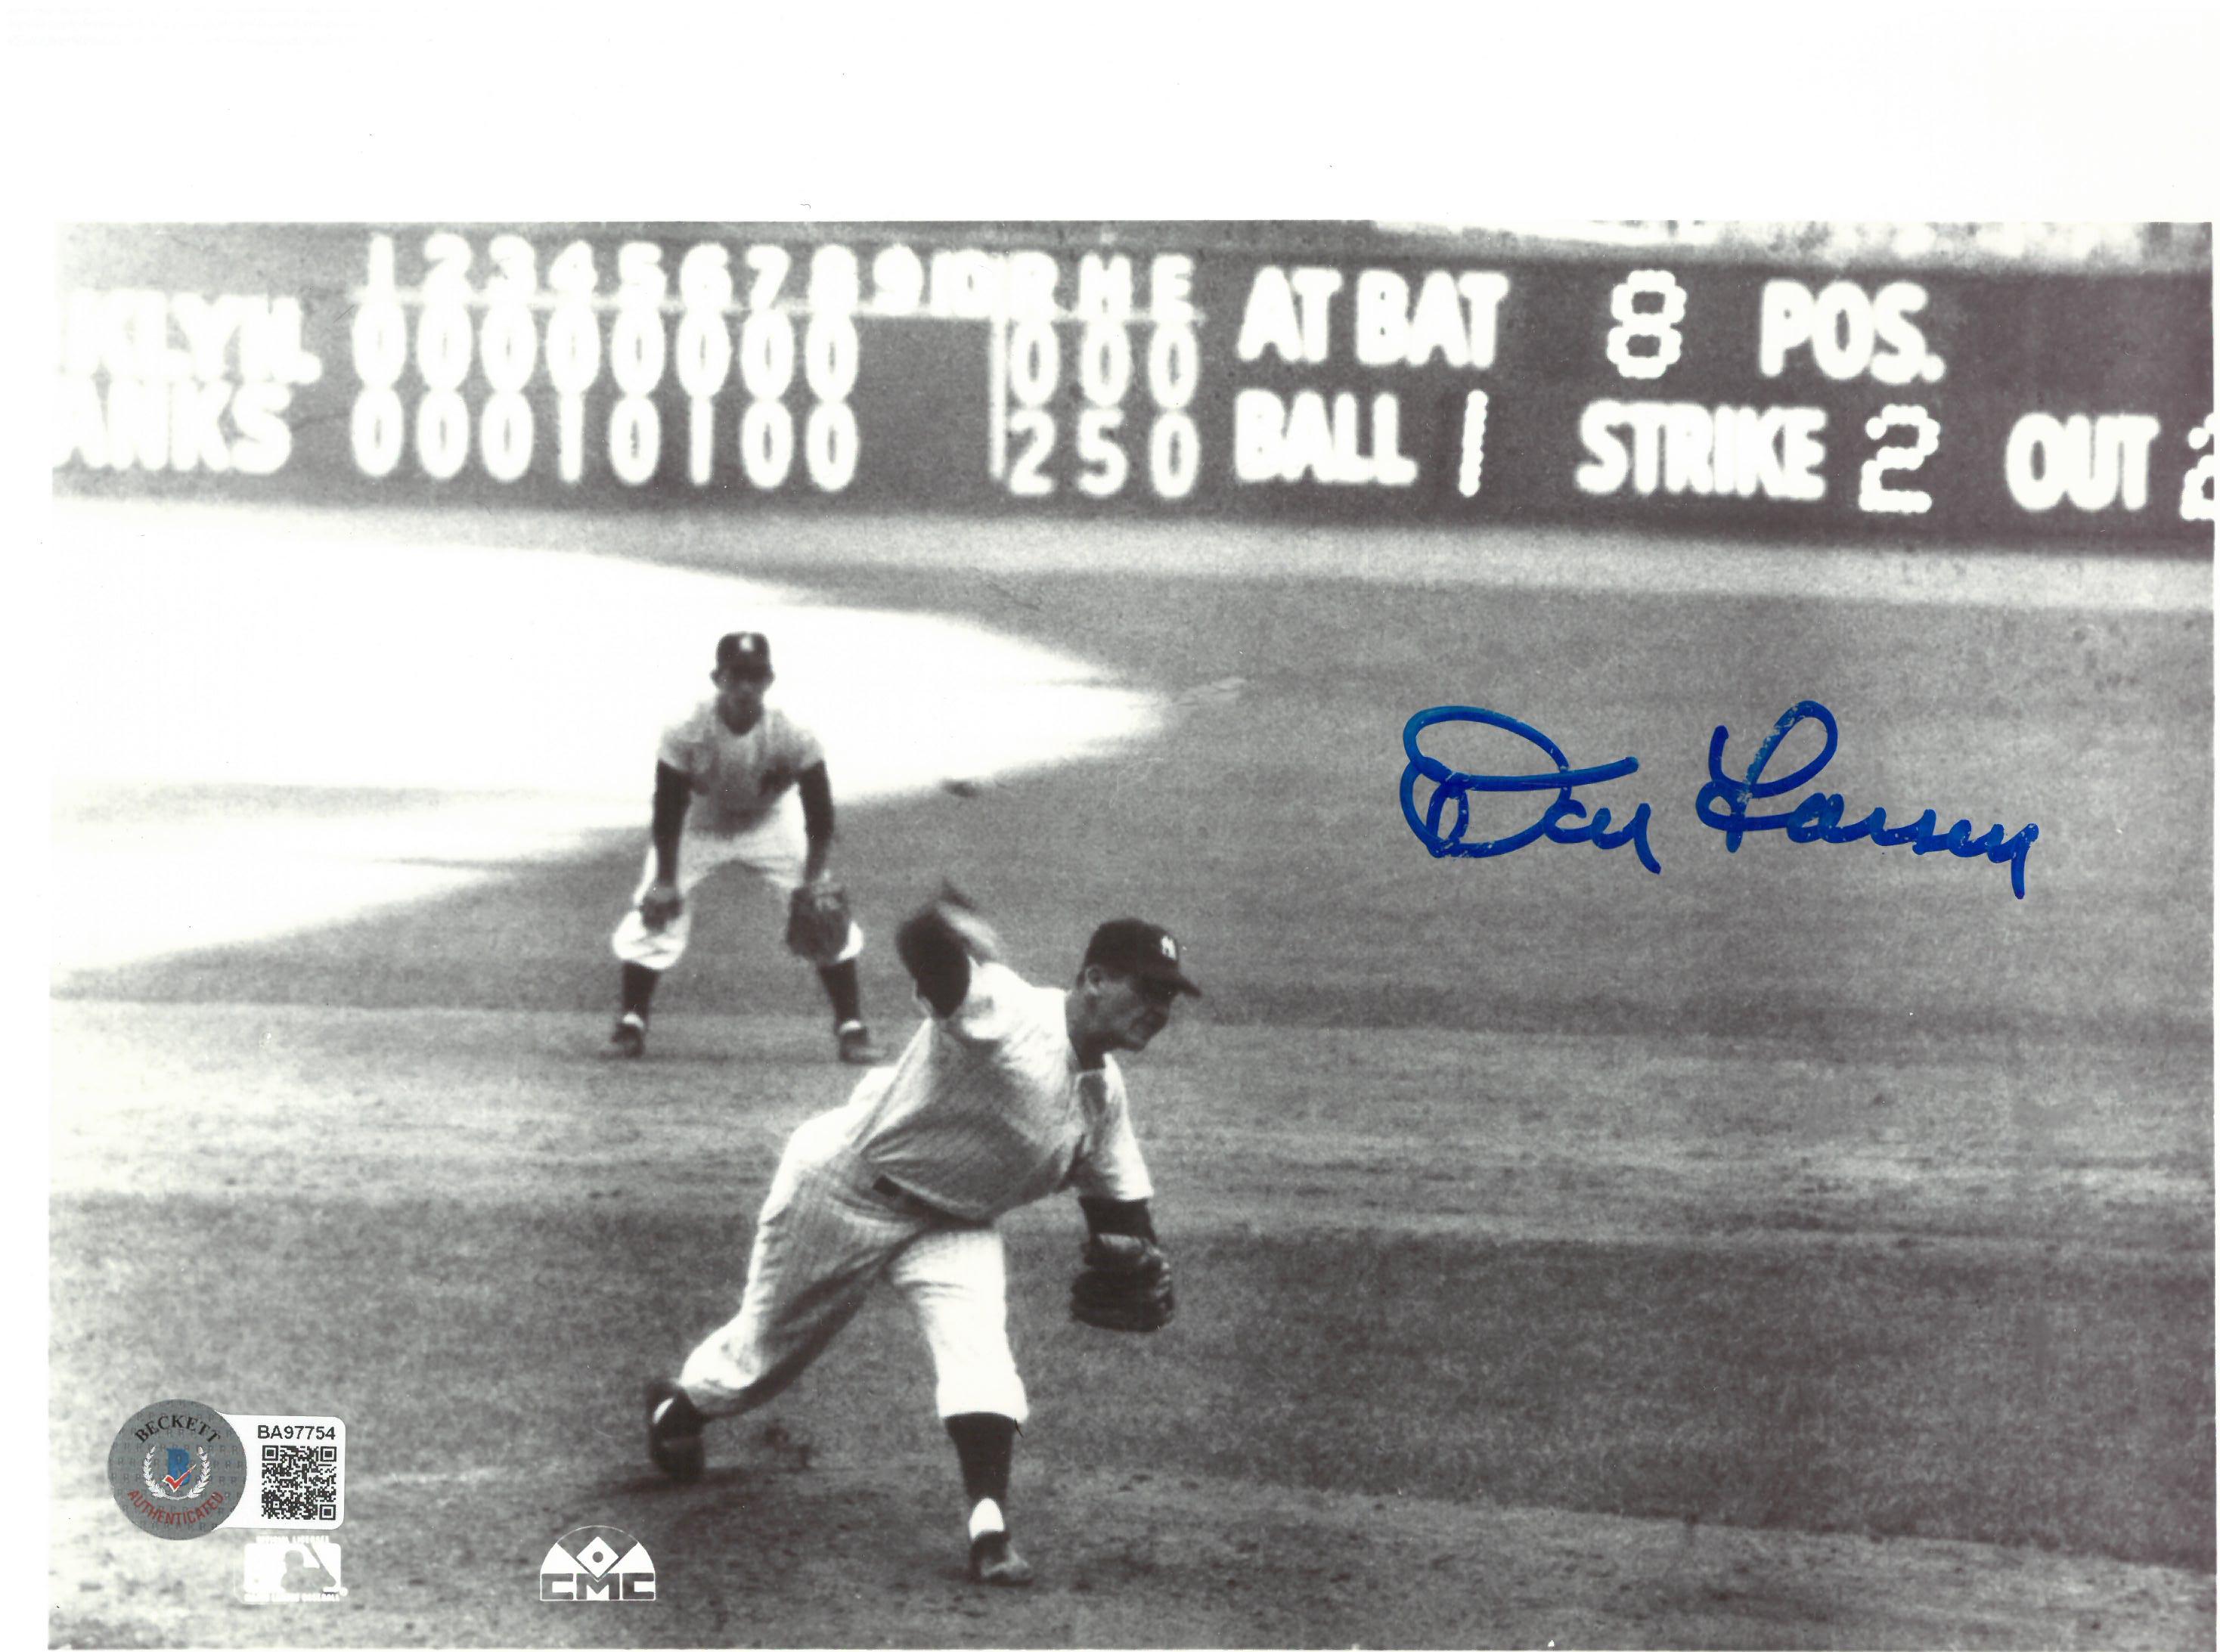 1 2 3 4 5 6 7 8 9 10 R H E AT BAT 8 POS.
KLYN. 0 0 0 0 0 0 0 0 0 0 0
ANKS 0 0 0 1 0 1 0 0 2 5 0 BALL 1 STRIKE 2 OUT 2
Don Larsen
BECKETT
B
AUTHENTICATED
BA97754
CMC